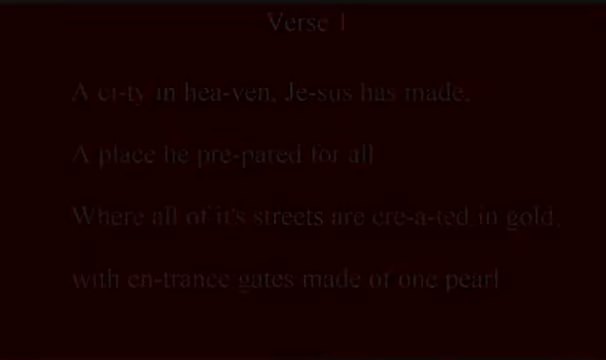 Verse 1
A ci-ty in hea-ven, Je-sus has made,
A place he pre-pared for all
Where all of it's streets are cre-a-ted in gold,
with en-trance gates made of one pearl